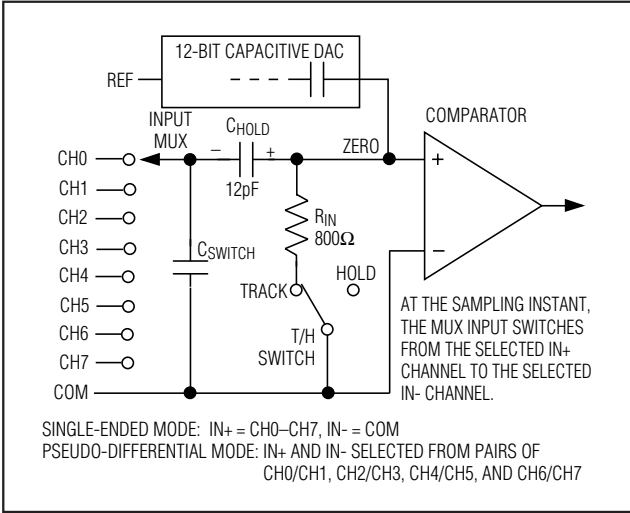 12-BIT CAPACITIVE DAC
REF
INPUT
MUX
CHOLD
− +
12pF
ZERO
COMPARATOR
+
−
CH0
CH1
CH2
CH3
CH4
CH5
CH6
CH7
COM
CSWITCH
RIN
800Ω
TRACK
HOLD
T/H
SWITCH
AT THE SAMPLING INSTANT,
THE MUX INPUT SWITCHES
FROM THE SELECTED IN+
CHANNEL TO THE SELECTED
IN- CHANNEL.
SINGLE-ENDED MODE: IN+ = CH0–CH7, IN- = COM
PSEUDO-DIFFERENTIAL MODE: IN+ AND IN- SELECTED FROM PAIRS OF
CH0/CH1, CH2/CH3, CH4/CH5, AND CH6/CH7